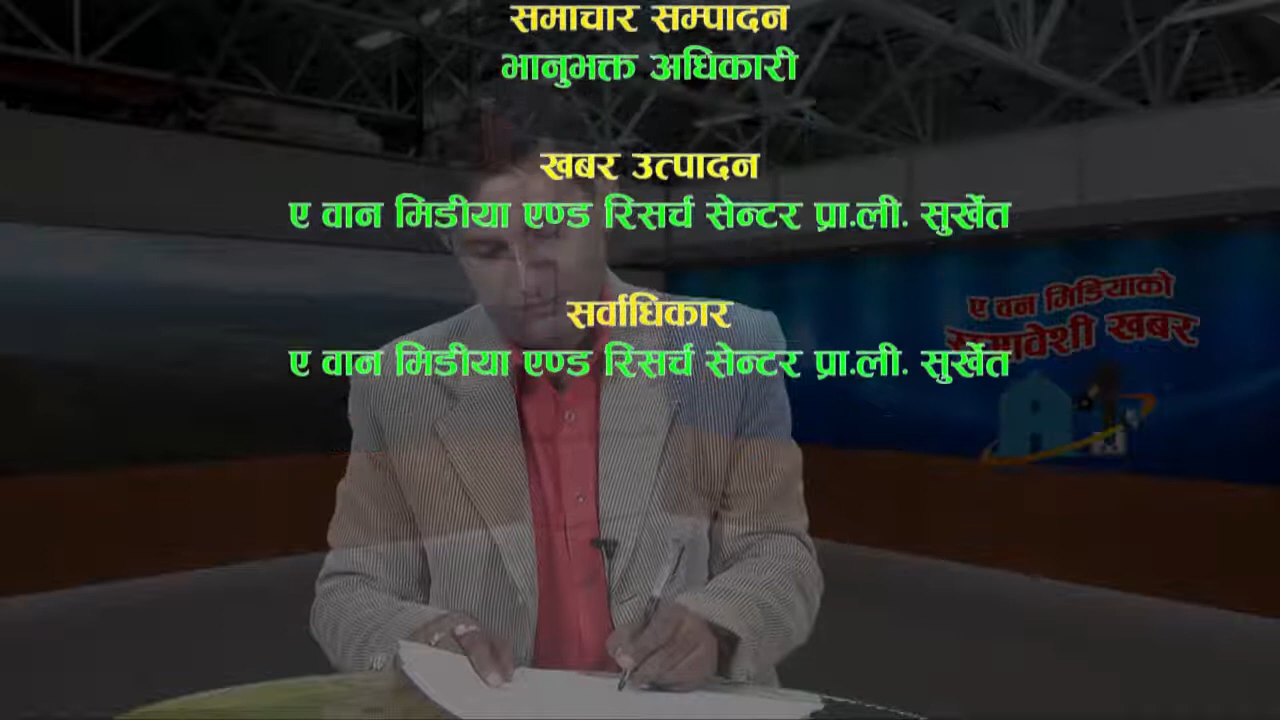 समाचार सम्पादन
भानुभक्त अधिकारी
खबर उत्पादन
ए वान मिडीया एण्ड रिसर्च सेन्टर प्रा.ली. सुर्खेत
सर्वाधिकार
ए वान मिडीया एण्ड रिसर्च सेन्टर प्रा.ली. सुर्खेत
ए वन मिडियाको
समावेशी खबर